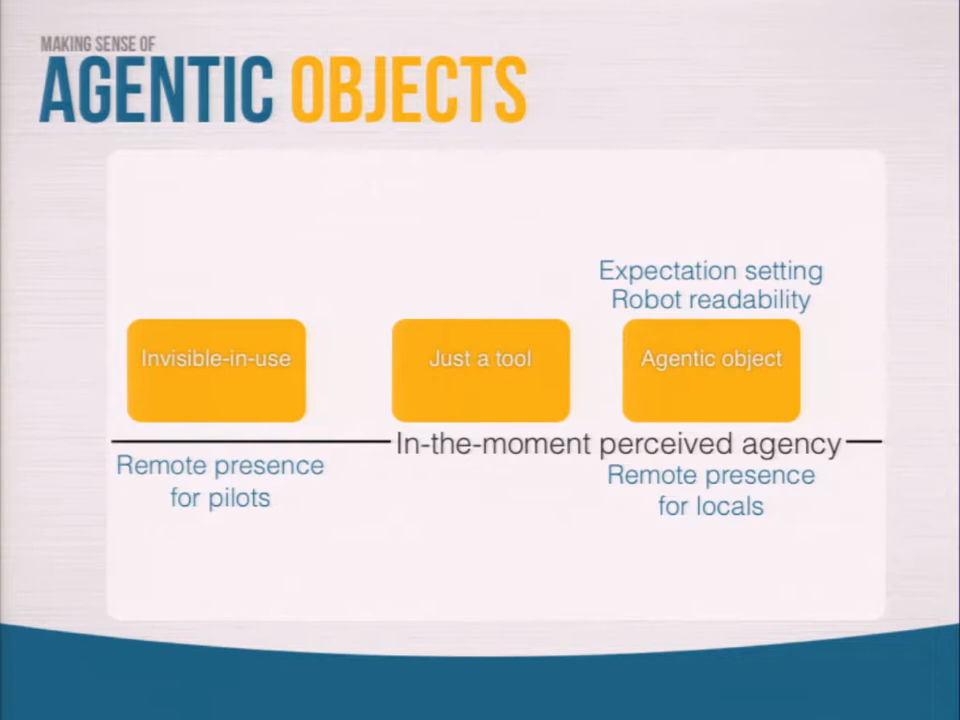 MAKING SENSE OF
AGENTIC OBJECTS
Expectation setting
Robot readability
Invisible-in-use
Just a tool
Agentic object
In-the-moment perceived agency
Remote presence
for pilots
Remote presence
for locals